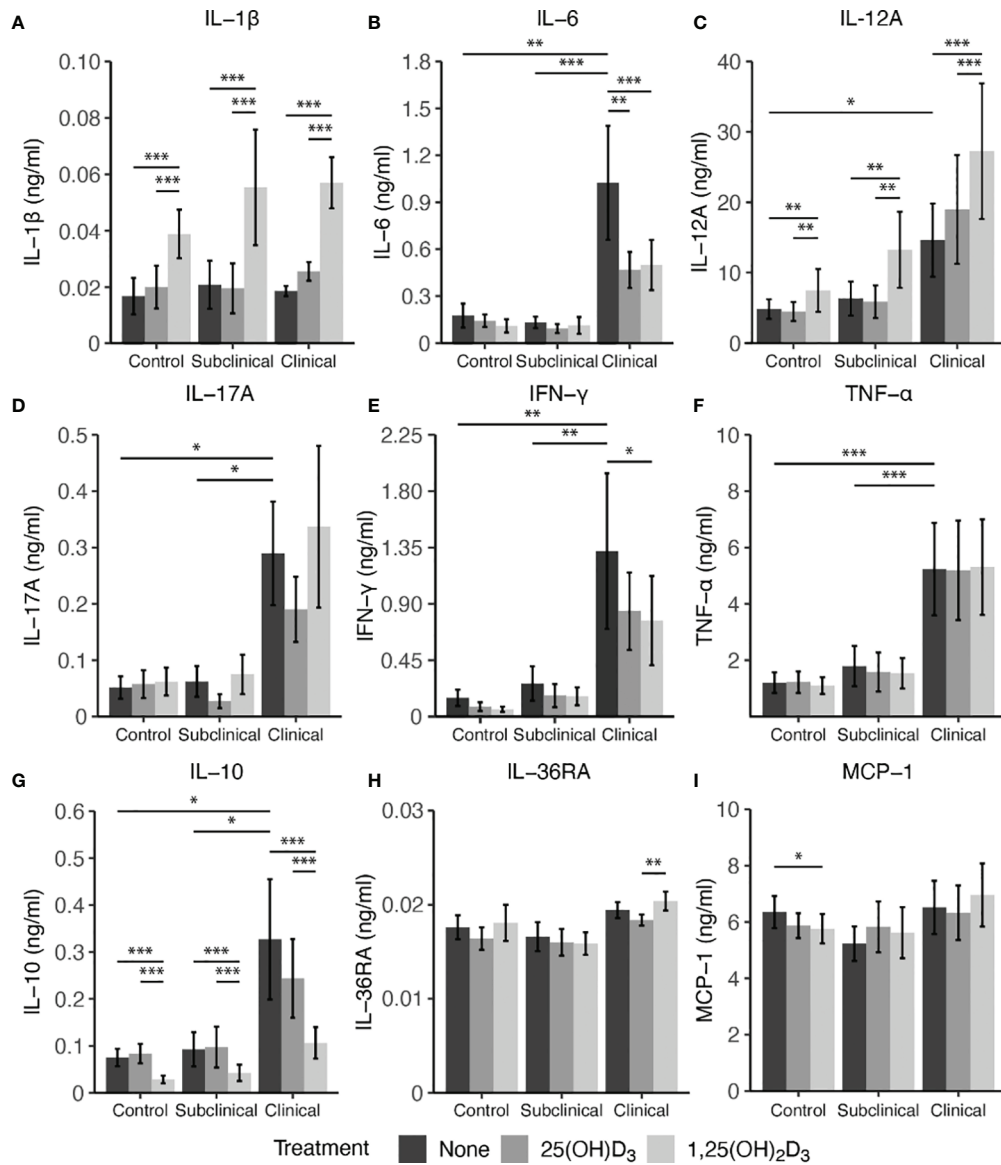 A IL–1β
IL–1β (ng/ml)
0.10
0.08
0.06
0.04
0.02
0
*** *** *** *** *** ***
Control Subclinical Clinical
B IL–6
IL–6 (ng/ml)
1.8
1.5
1.2
0.9
0.6
0.3
0
** *** *** **
Control Subclinical Clinical
C IL-12A
IL–12A (ng/ml)
40
30
20
10
0
*** *** * ** ** ** **
Control Subclinical Clinical
D IL–17A
IL–17A (ng/ml)
0.5
0.4
0.3
0.2
0.1
0
* *
Control Subclinical Clinical
E IFN–γ
IFN–γ (ng/ml)
2.25
1.80
1.35
0.90
0.45
0
** ** *
Control Subclinical Clinical
F TNF–α
TNF–α (ng/ml)
10
8
6
4
2
*** ***
Control Subclinical Clinical
G IL–10
IL–10 (ng/ml)
0.6
0.5
0.4
0.3
0.2
0.1
0
* * *** *** *** *** *** ***
Control Subclinical Clinical
H IL–36RA
IL–36RA (ng/ml)
0.03
0.02
0.01
0
**
Control Subclinical Clinical
I MCP–1
MCP–1 (ng/ml)
10
8
6
4
2
0
*
Control Subclinical Clinical
Treatment None 25(OH)D₃ 1,25(OH)₂D₃